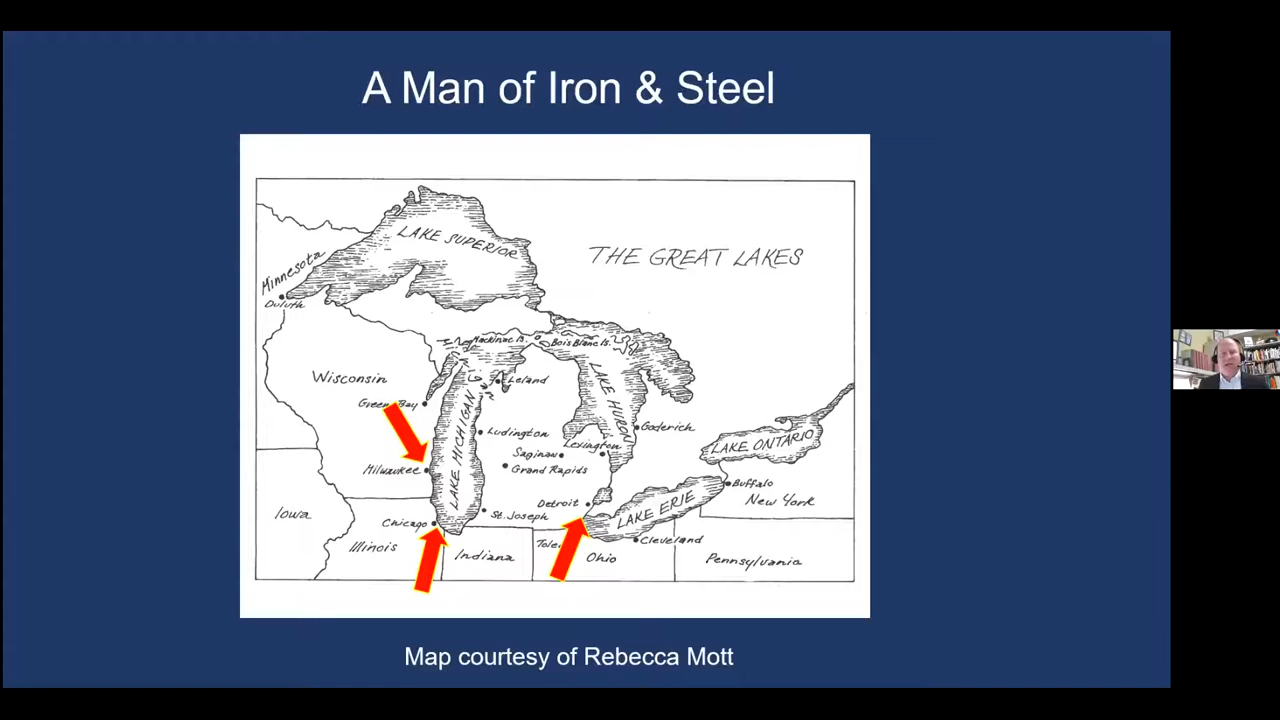 A Man of Iron & Steel
LAKE SUPERIOR
THE GREAT LAKES
Minnesota
Duluth
Mackinac Is.
Bois Blanc Is.
Wisconsin
Leland
Green Bay
LAKE MICHIGAN
LAKE HURON
Goderich
Ludington
Lexington
LAKE ONTARIO
Saginaw
Milwaukee
Grand Rapids
Buffalo
New York
Detroit
LAKE ERIE
Iowa
St. Joseph
Chicago
Cleveland
Illinois
Indiana
Ohio
Pennsylvania
Map courtesy of Rebecca Mott